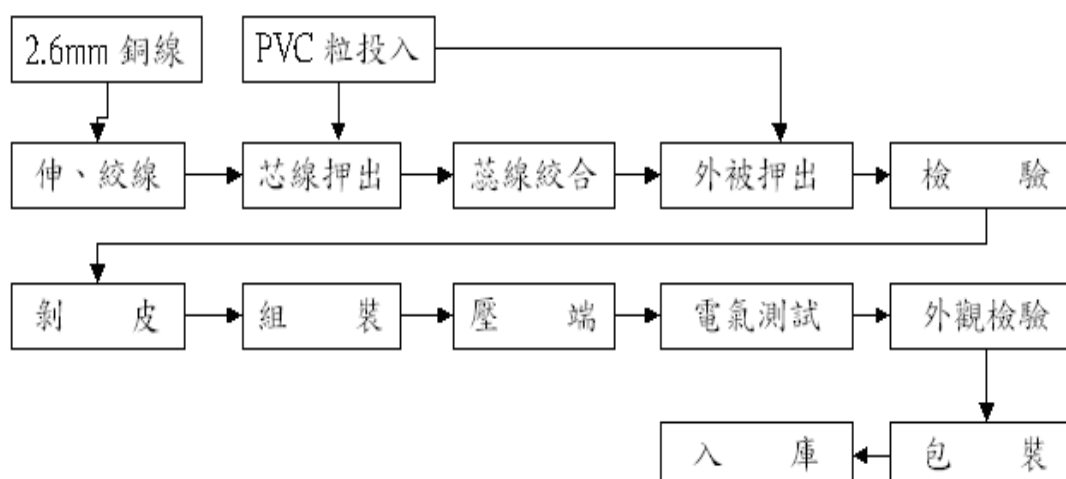 2.6mm 銅線
PVC 粒投入
伸、絞線
芯線押出
蕊線絞合
外被押出
檢驗
剝皮
組裝
壓端
電氣測試
外觀檢驗
入庫
包裝